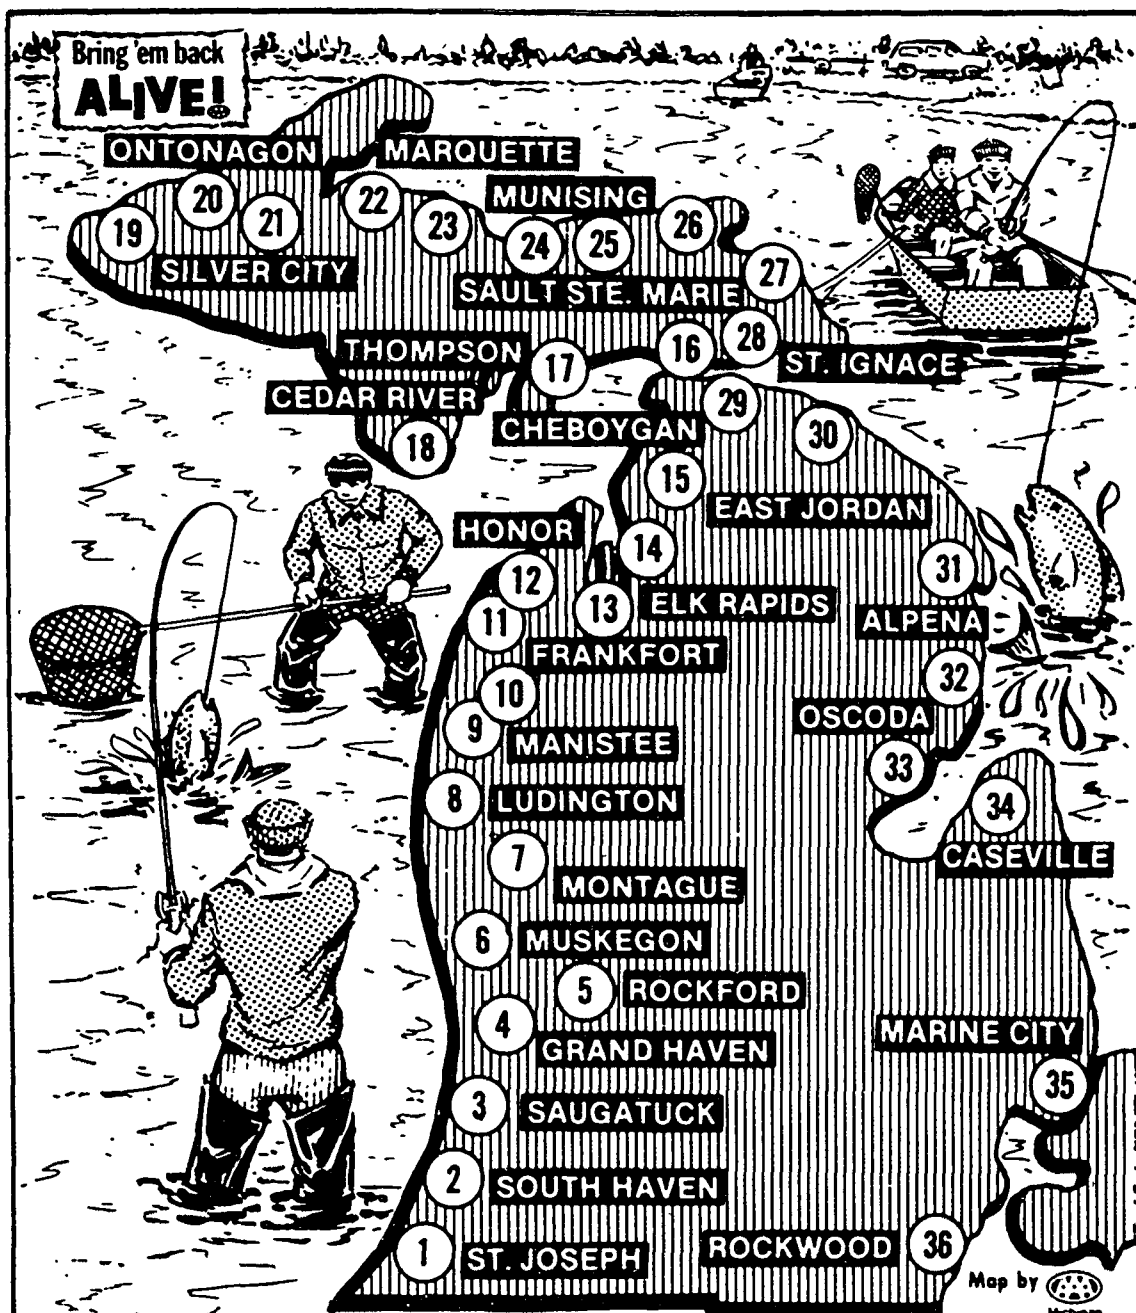 Bring 'em back
ALIVE!
ONTONAGON
MARQUETTE
MUNISING
20
22
26
19
21
23
24
25
SILVER CITY
27
SAULT STE. MARIE
THOMPSON
17
16
28
ST. IGNACE
CEDAR RIVER
29
CHEBOYGAN
30
18
15
EAST JORDAN
HONOR
14
31
12
13
ELK RAPIDS
11
ALPENA
FRANKFORT
10
32
9
MANISTEE
OSCODA
33
8
LUDINGTON
34
7
CASEVILLE
MONTAGUE
6
MUSKEGON
5
ROCKFORD
4
GRAND HAVEN
MARINE CITY
35
3
SAUGATUCK
2
SOUTH HAVEN
1
ST. JOSEPH
ROCKWOOD
36
Map by